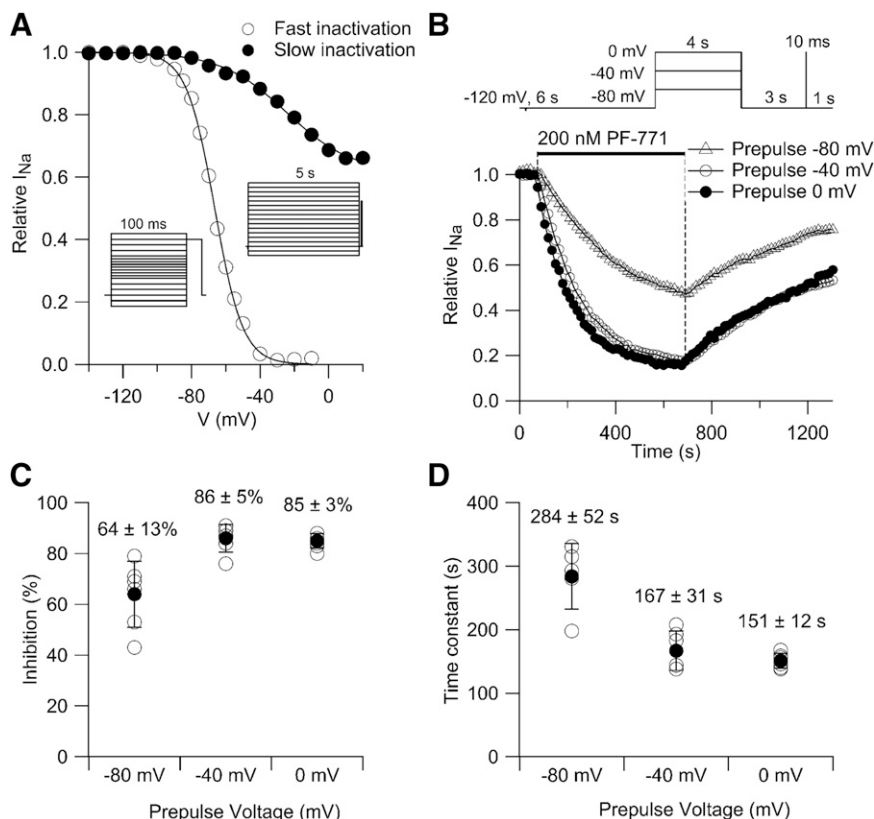 A
Fast inactivation
Slow inactivation
1.0
0.8
0.6
0.4
0.2
0.0
Relative I_Na
100 ms
5 s
-120
-80
-40
0
V (mV)
B
0 mV
-40 mV
-80 mV
4 s
10 ms
-120 mV, 6 s
3 s
1 s
200 nM PF-771
Prepulse -80 mV
Prepulse -40 mV
Prepulse 0 mV
1.0
0.8
0.6
0.4
0.2
0.0
Relative I_Na
0
400
800
1200
Time (s)
C
100
80
60
40
20
0
Inhibition (%)
64 ± 13%
86 ± 5%
85 ± 3%
-80 mV
-40 mV
0 mV
Prepulse Voltage (mV)
D
400
300
200
100
0
Time constant (s)
284 ± 52 s
167 ± 31 s
151 ± 12 s
-80 mV
-40 mV
0 mV
Prepulse Voltage (mV)